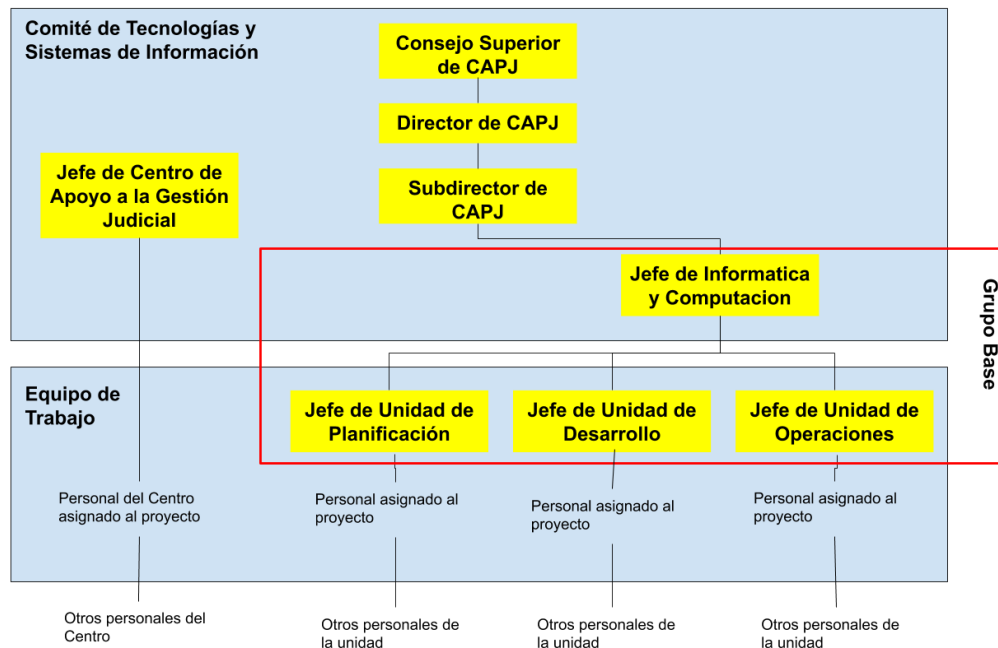 Comité de Tecnologías y
Sistemas de Información
Consejo Superior
de CAPJ
Director de CAPJ
Jefe de Centro de
Apoyo a la Gestión
Judicial
Subdirector de
CAPJ
Jefe de Informatica
y Computacion
Grupo Base
Equipo de
Trabajo
Jefe de Unidad de
Planificación
Jefe de Unidad de
Desarrollo
Jefe de Unidad de
Operaciones
Personal del Centro
asignado al proyecto
Personal asignado al
proyecto
Personal asignado al
proyecto
Personal asignado al
proyecto
Otros personales del
Centro
Otros personales de
la unidad
Otros personales de
la unidad
Otros personales de
la unidad